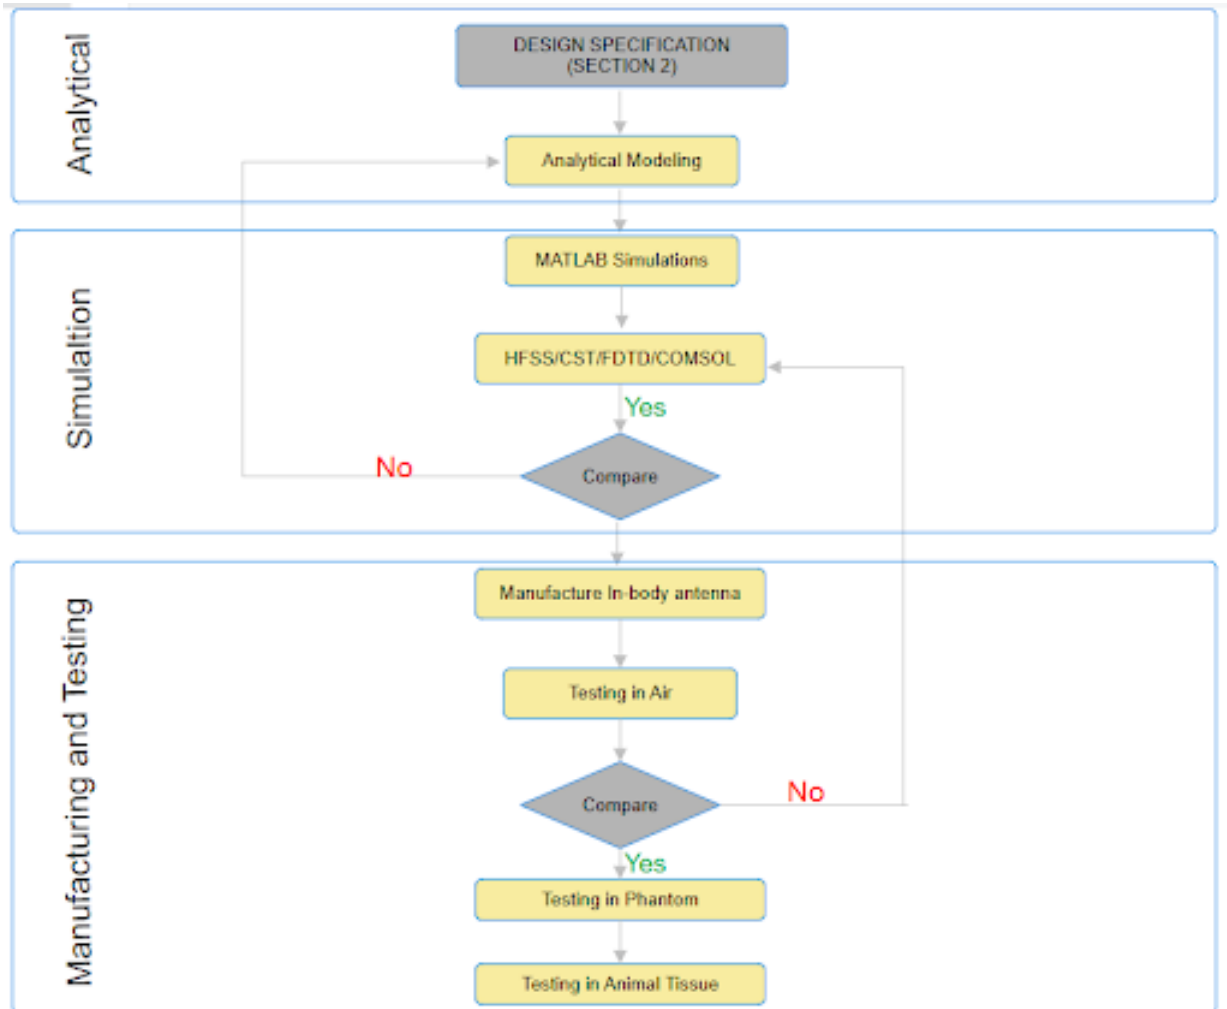 Analytical
DESIGN SPECIFICATION
(SECTION 2)
Analytical Modeling
Simulaltion
MATLAB Simulations
HFSS/CST/FDTD/COMSOL
Yes
No
Compare
Manufacturing and Testing
Manufacture In-body antenna
Testing in Air
Compare
No
Yes
Testing in Phantom
Testing in Animal Tissue